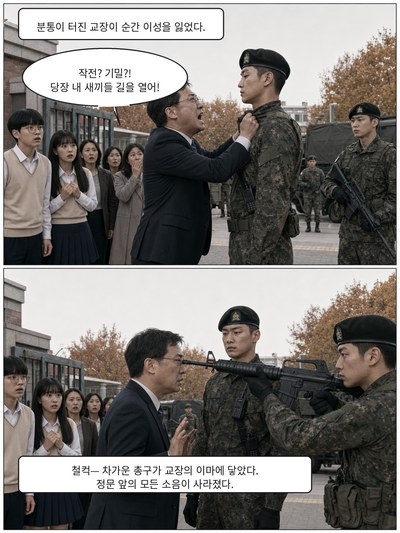 분통이 터진 교장이 순간 이성을 잃었다.
작전? 기밀?!
당장 내 새끼들 길을 열어!
철컥— 차가운 총구가 교장의 이마에 닿았다.
정문 앞의 모든 소음이 사라졌다.